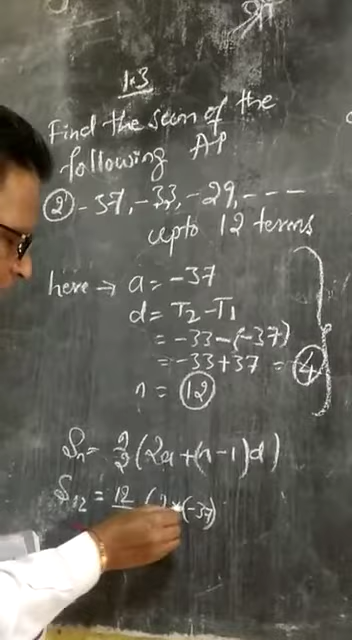 1.3
Find the sum of the
following AP
② -37, -33, -29, - - -
upto 12 terms
here → a = -37
d = T₂ - T₁
= -33 - (-37)
= -33 + 37 = 4
n = 12
Sₙ = n/2 (2a + (n - 1) d)
S₁₂ = 12 (2 × (-37)